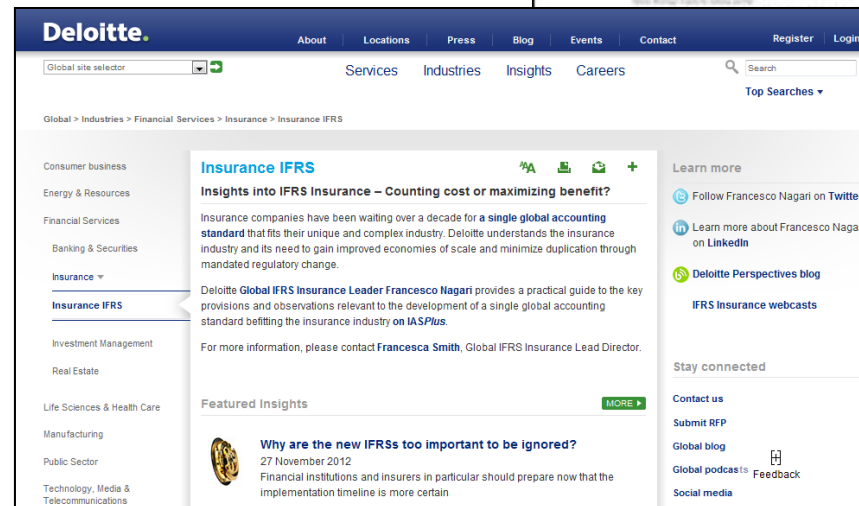 Deloitte.
About Locations Press Blog Events Contact Register Login
Global site selector
Services Industries Insights Careers
Search
Top Searches
Global > Industries > Financial Services > Insurance > Insurance IFRS
Consumer business
Energy & Resources
Financial Services
Banking & Securities
Insurance
Insurance IFRS
Investment Management
Real Estate
Life Sciences & Health Care
Manufacturing
Public Sector
Technology, Media &
Telecommunications
Insurance IFRS
AAA
Insights into IFRS Insurance – Counting cost or maximizing benefit?
Insurance companies have been waiting over a decade for a single global accounting
standard that fits their unique and complex industry. Deloitte understands the insurance
industry and its need to gain improved economies of scale and minimize duplication through
mandated regulatory change.
Deloitte Global IFRS Insurance Leader Francesco Nagari provides a practical guide to the key
provisions and observations relevant to the development of a single global accounting
standard befitting the insurance industry on IASPlus.
For more information, please contact Francesca Smith, Global IFRS Insurance Lead Director.
Featured Insights
MORE
Why are the new IFRSs too important to be ignored?
27 November 2012
Financial institutions and insurers in particular should prepare now that the
implementation timeline is more certain
Learn more
Follow Francesco Nagari on Twitte
in
Learn more about Francesco Naga
on LinkedIn
Deloitte Perspectives blog
IFRS Insurance webcasts
Stay connected
Contact us
Submit RFP
Global blog
Global podcasts
[+]
Feedback
Social media